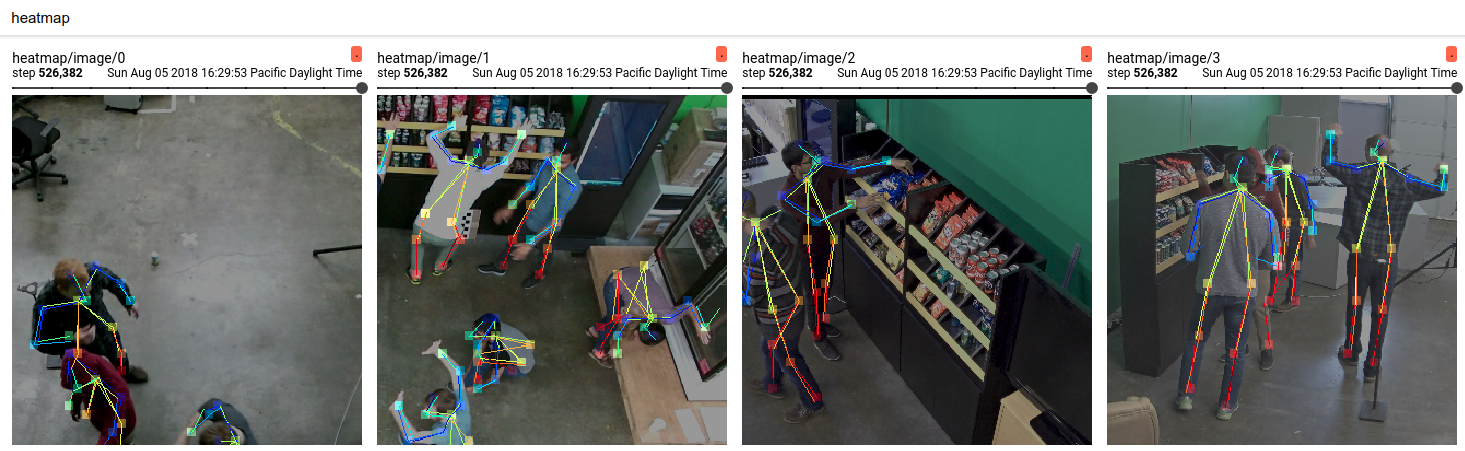 heatmap
heatmap/image/0
step 526,382 Sun Aug 05 2018 16:29:53 Pacific Daylight Time
heatmap/image/1
step 526,382 Sun Aug 05 2018 16:29:53 Pacific Daylight Time
heatmap/image/2
step 526,382 Sun Aug 05 2018 16:29:53 Pacific Daylight Time
heatmap/image/3
step 526,382 Sun Aug 05 2018 16:29:53 Pacific Daylight Time